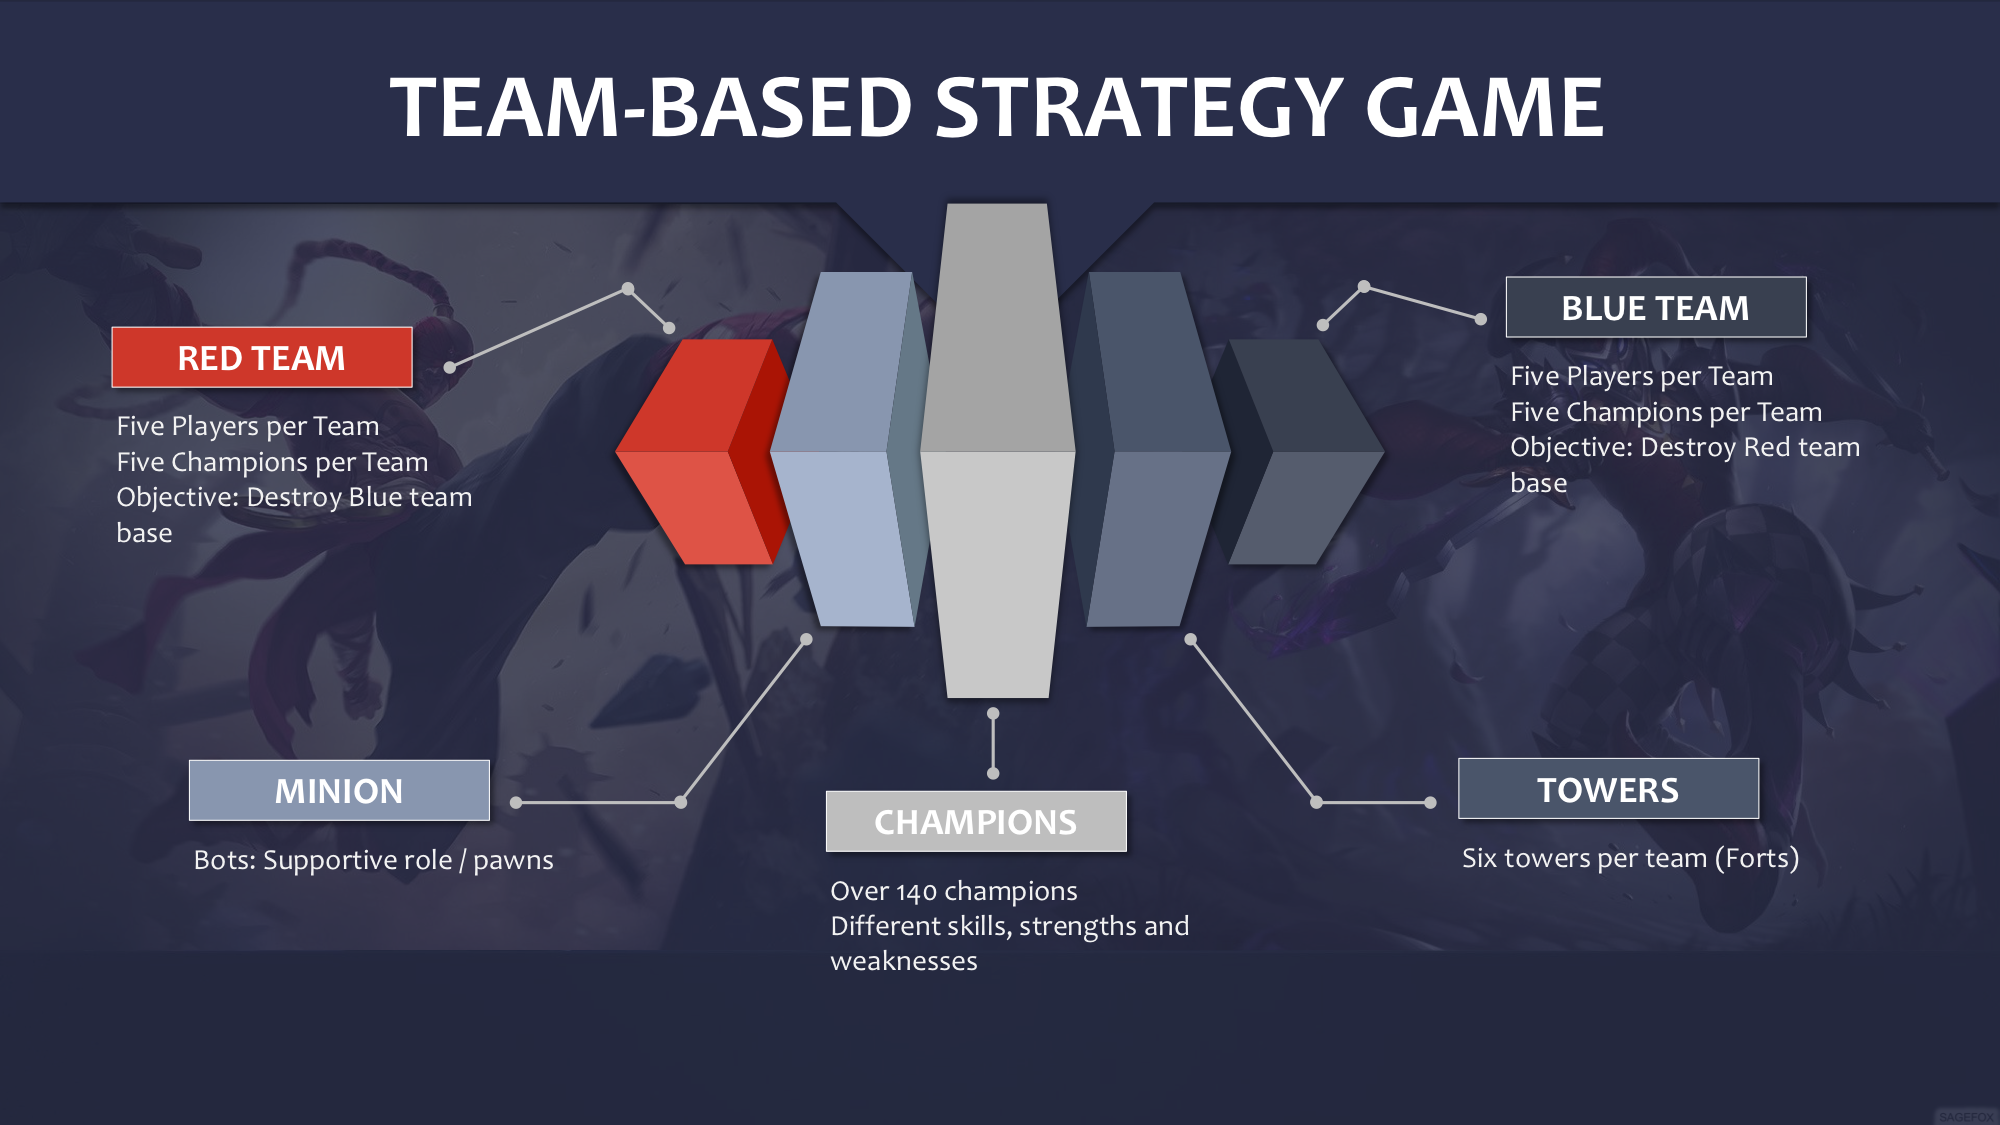 TEAM-BASED STRATEGY GAME
RED TEAM
Five Players per Team
Five Champions per Team
Objective: Destroy Blue team
base
BLUE TEAM
Five Players per Team
Five Champions per Team
Objective: Destroy Red team
base
MINION
Bots: Supportive role / pawns
CHAMPIONS
Over 140 champions
Different skills, strengths and
weaknesses
TOWERS
Six towers per team (Forts)
SAGEFOX